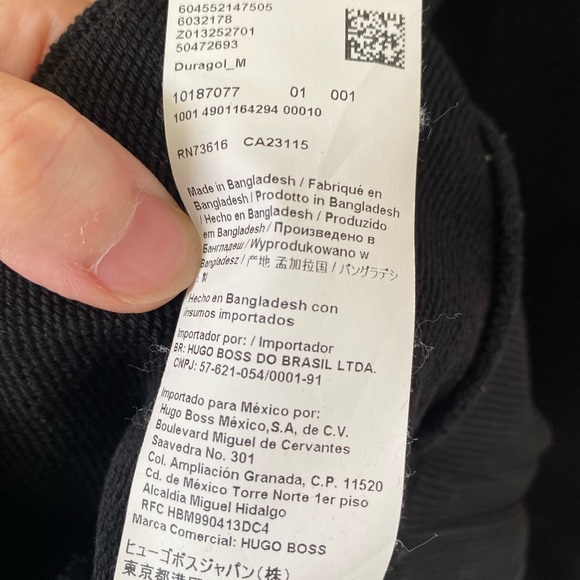 604552147505
6032178
Z013252701
50472693
Duragol_M
10187077 01 001
1001 4901164294 00010
RN73616 CA23115
Made in Bangladesh / Fabriqué en
Bangladesh / Prodotto in Bangladesh
/ Hecho en Bangladesh / Produzido
em Bangladesh / Произведено в
Бангладеш / Wyprodukowano w
Bangladesz / 产地 孟加拉国 / バングラデシ
製
Hecho en Bangladesh con
insumos importados
Importador por: / Importador
BR: HUGO BOSS DO BRASIL LTDA.
CNPJ: 57-621-054/0001-91
Importado para México por:
Hugo Boss México,S.A, de C.V.
Boulevard Miguel de Cervantes
Saavedra No. 301
Col. Ampliación Granada, C.P. 11520
Cd. de México Torre Norte 1er piso
Alcaldía Miguel Hidalgo
RFC HBM990413DC4
Marca Comercial: HUGO BOSS
ヒューゴボスジャパン(株)
東京都港